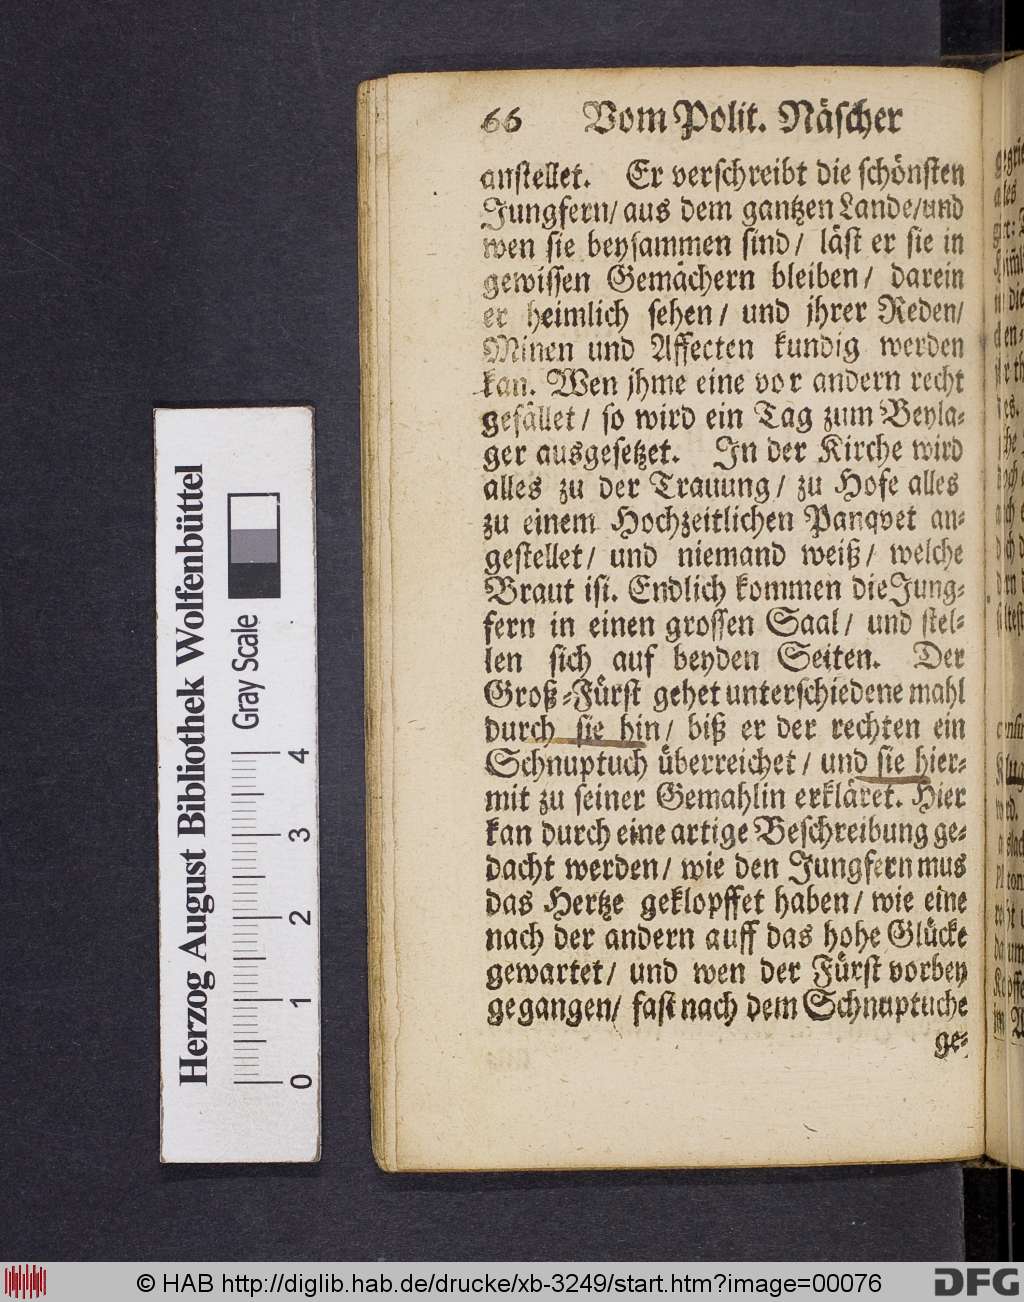 66 Vom Polit. Näscher
anstellet. Er verschreibt die schönsten
Jungfern/ aus dem gantzen Lande/und
wen sie beysammen sind/ läst er sie in
gewissen Gemächern bleiben/ darein
er heimlich sehen/ und jhrer Reden/
Minen und Affecten kundig werden
kan. Wen jhme eine vor andern recht
gefället/ so wird ein Tag zum Beyla-
ger ausgesetzet. In der Kirche wird
alles zu der Trauung/ zu Hofe alles
zu einem Hochzeitlichen Panqvet an-
gestellet/ und niemand weiß/ welche
Braut ist. Endlich kommen die Jung-
fern in einen grossen Saal/ und stel-
len sich auf beyden Seiten. Der
Groß-Fürst gehet unterschiedene mahl
durch sie hin/ biß er der rechten ein
Schnuptuch überreichet/ und sie hier-
mit zu seiner Gemahlin erkläret. Hier
kan durch eine artige Beschreibung ge-
dacht werden/ wie den Jungfern mus
das Hertze geklopffet haben/ wie eine
nach der andern auff das hohe Glücke
gewartet/ und wen der Fürst vorbey
gegangen/ fast nach dem Schnuptuche
ge-
Herzog August Bibliothek Wolfenbüttel
Gray Scale
0 1 2 3 4
© HAB http://diglib.hab.de/drucke/xb-3249/start.htm?image=00076
DFG